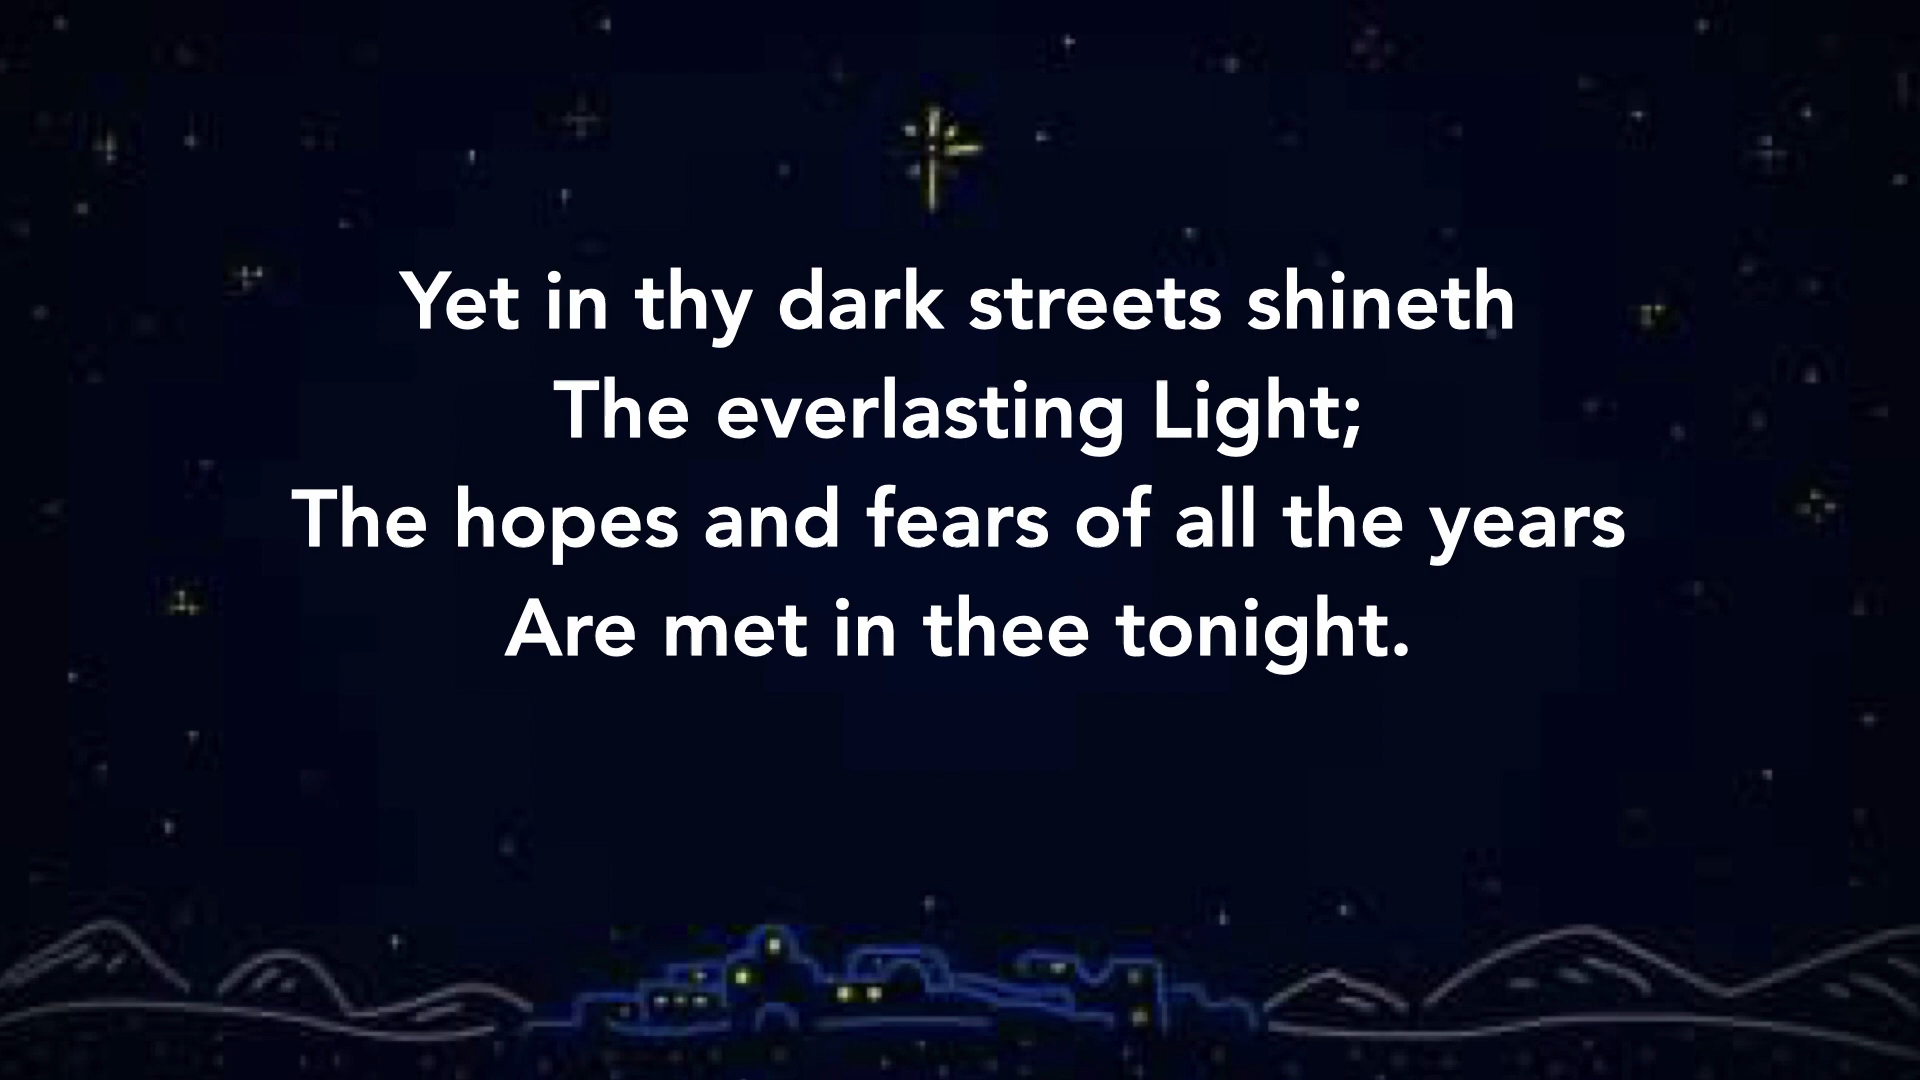 Yet in thy dark streets shineth
The everlasting Light;
The hopes and fears of all the years
Are met in thee tonight.